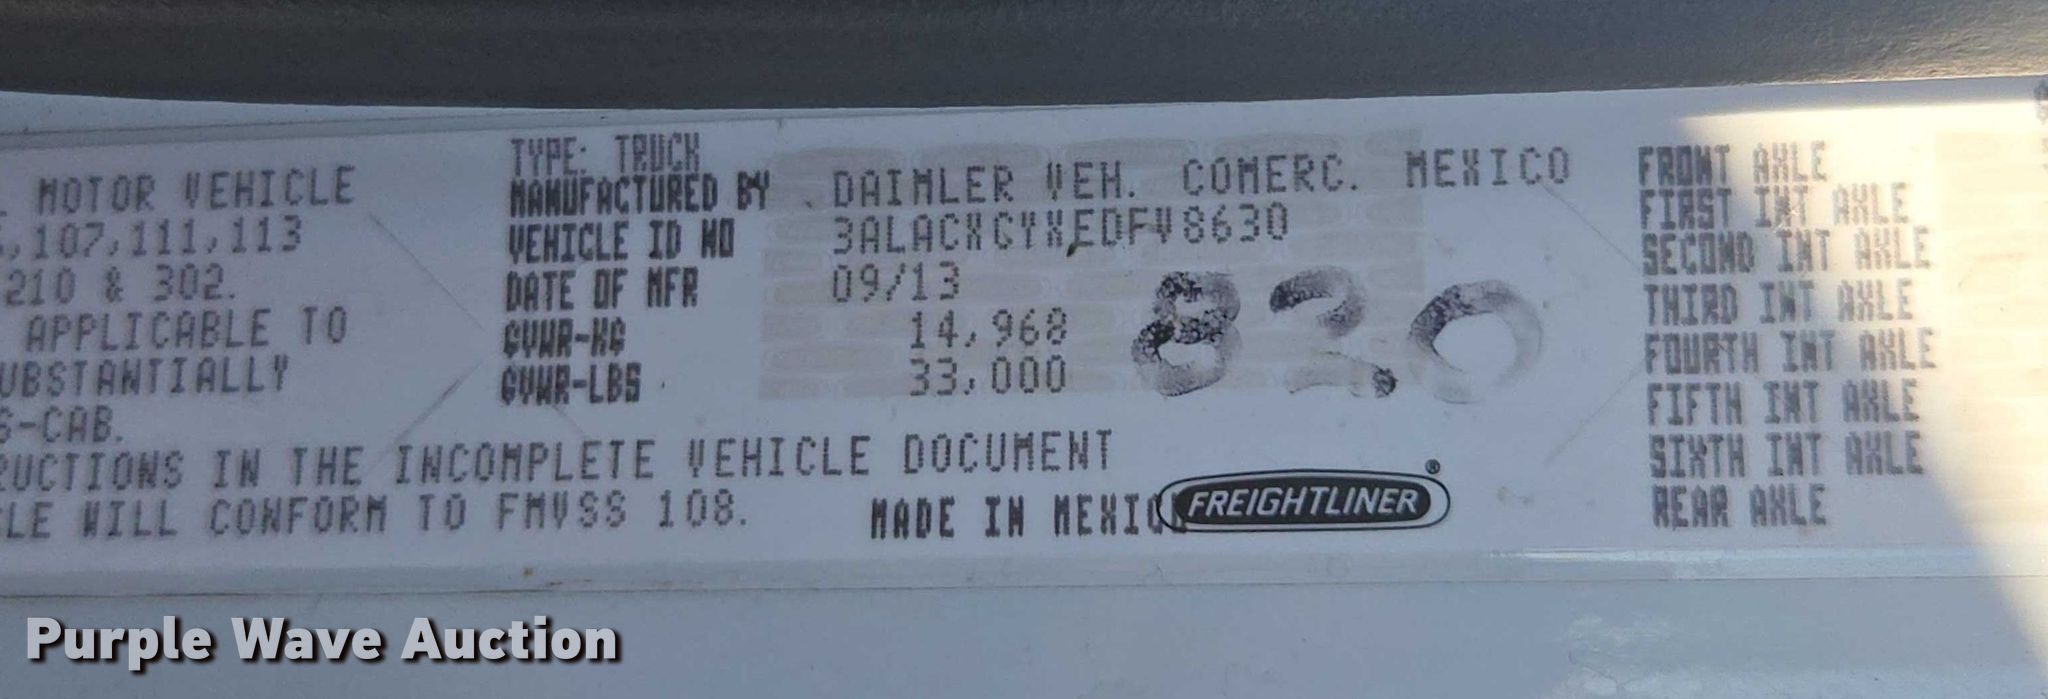 MOTOR VEHICLE
,107,111,113
210 & 302.
APPLICABLE TO
UBSTANTIALLY
S-CAB.
RUCTIONS IN THE INCOMPLETE VEHICLE DOCUMENT
LE WILL CONFORM TO FMVSS 108.
TYPE: TRUCK
MANUFACTURED BY DAIMLER VEH. COMERC. MEXICO
VEHICLE ID NO 3ALACXCYXEDFV8630
DATE OF MFR 09/13
GVWR-KG 14,968
GVWR-LBS 33,000
MADE IN MEXICO
FREIGHTLINER®
FRONT AXLE
FIRST INT AXLE
SECOND INT AXLE
THIRD INT AXLE
FOURTH INT AXLE
FIFTH INT AXLE
SIXTH INT AXLE
REAR AXLE
Purple Wave Auction